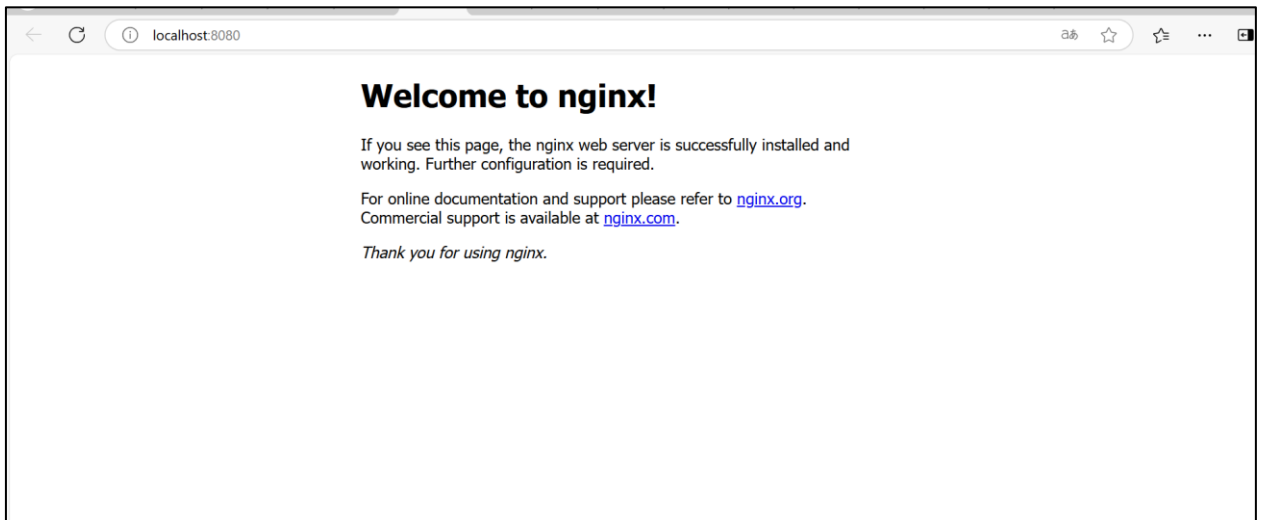 localhost:8080
Welcome to nginx!
If you see this page, the nginx web server is successfully installed and
working. Further configuration is required.
For online documentation and support please refer to nginx.org.
Commercial support is available at nginx.com.
Thank you for using nginx.